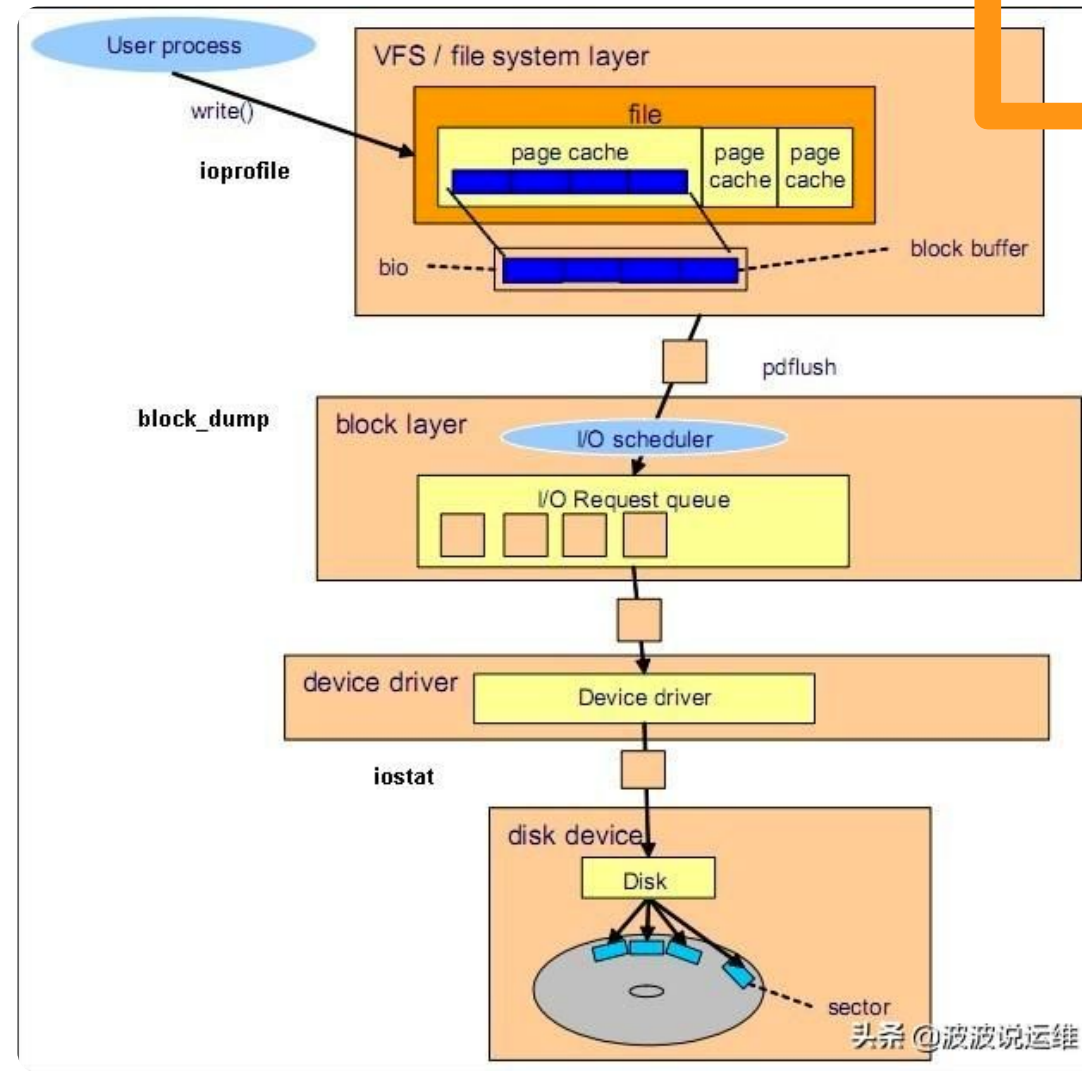 User process
write()
ioprofile
VFS / file system layer
file
page cache
page
cache
page
cache
bio
block buffer
pdflush
block_dump
block layer
I/O scheduler
I/O Request queue
device driver
Device driver
iostat
disk device
Disk
sector
头条 @波波说运维